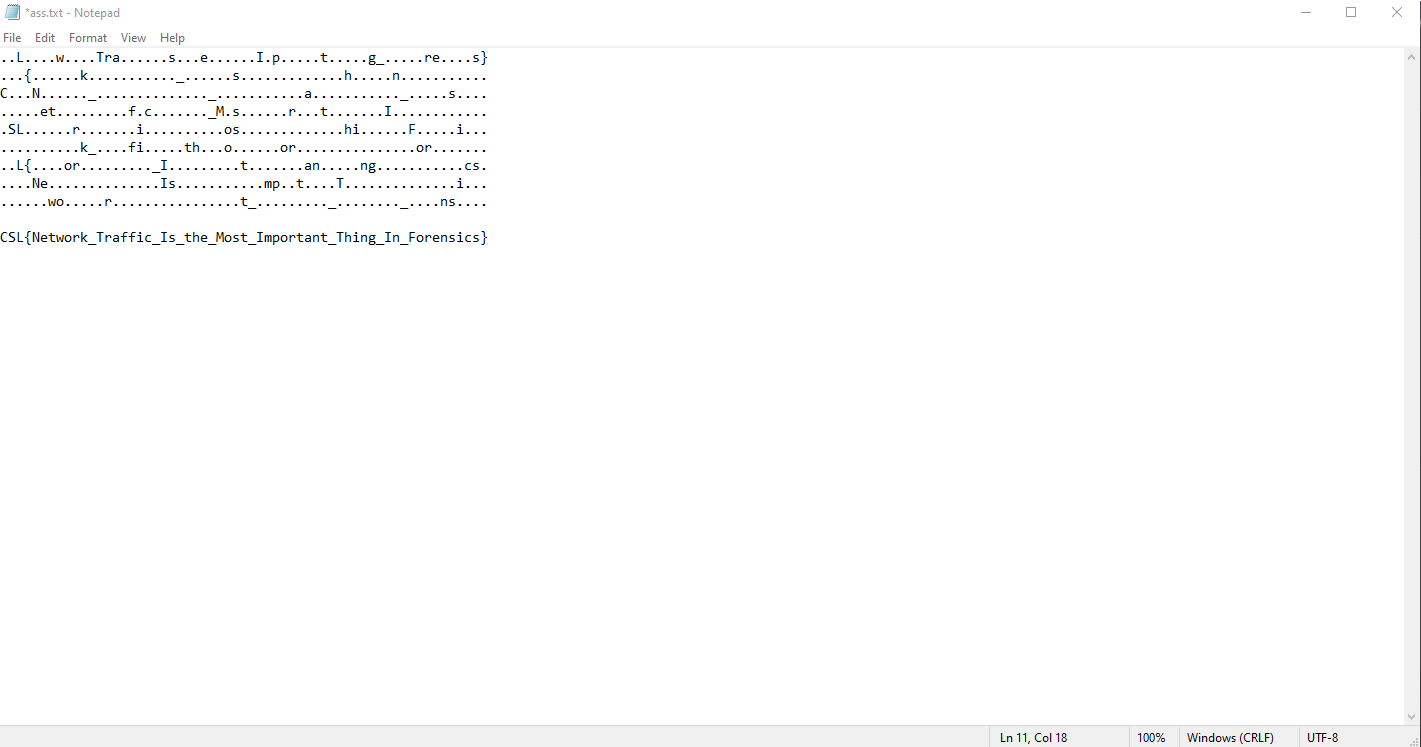 *ass.txt - Notepad
File Edit Format View Help
..L....w....Tra......s...e......I.p.....t.....g_.....re....s}
...{......k..........._......s.............h.....n...........
C...N......_.............._...........a..........._.....s....
.....et.........f.c......._M.s......r...t.......I............
.SL......r.......i..........os.............hi......F.....i...
..........k_....fi.....th...o......or...............or.......
..L{....or.........._I.........t.......an.....ng...........cs.
....Ne..............Is...........mp..t....T..............i...
......wo.....r................t_........._........_....ns....
CSL{Network_Traffic_Is_the_Most_Important_Thing_In_Forensics}
Ln 11, Col 18 100% Windows (CRLF) UTF-8